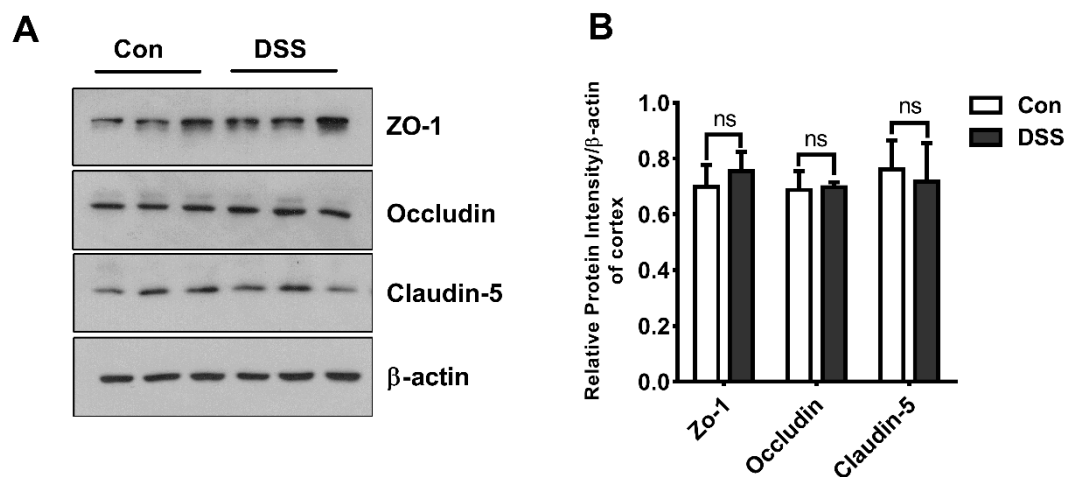 A
Con DSS
ZO-1
Occludin
Claudin-5
β-actin
B
Relative Protein Intensity/β-actin
of cortex
1.0
0.8
0.6
0.4
0.2
0.0
ns
ns
ns
Zo-1
Occludin
Claudin-5
Con
DSS